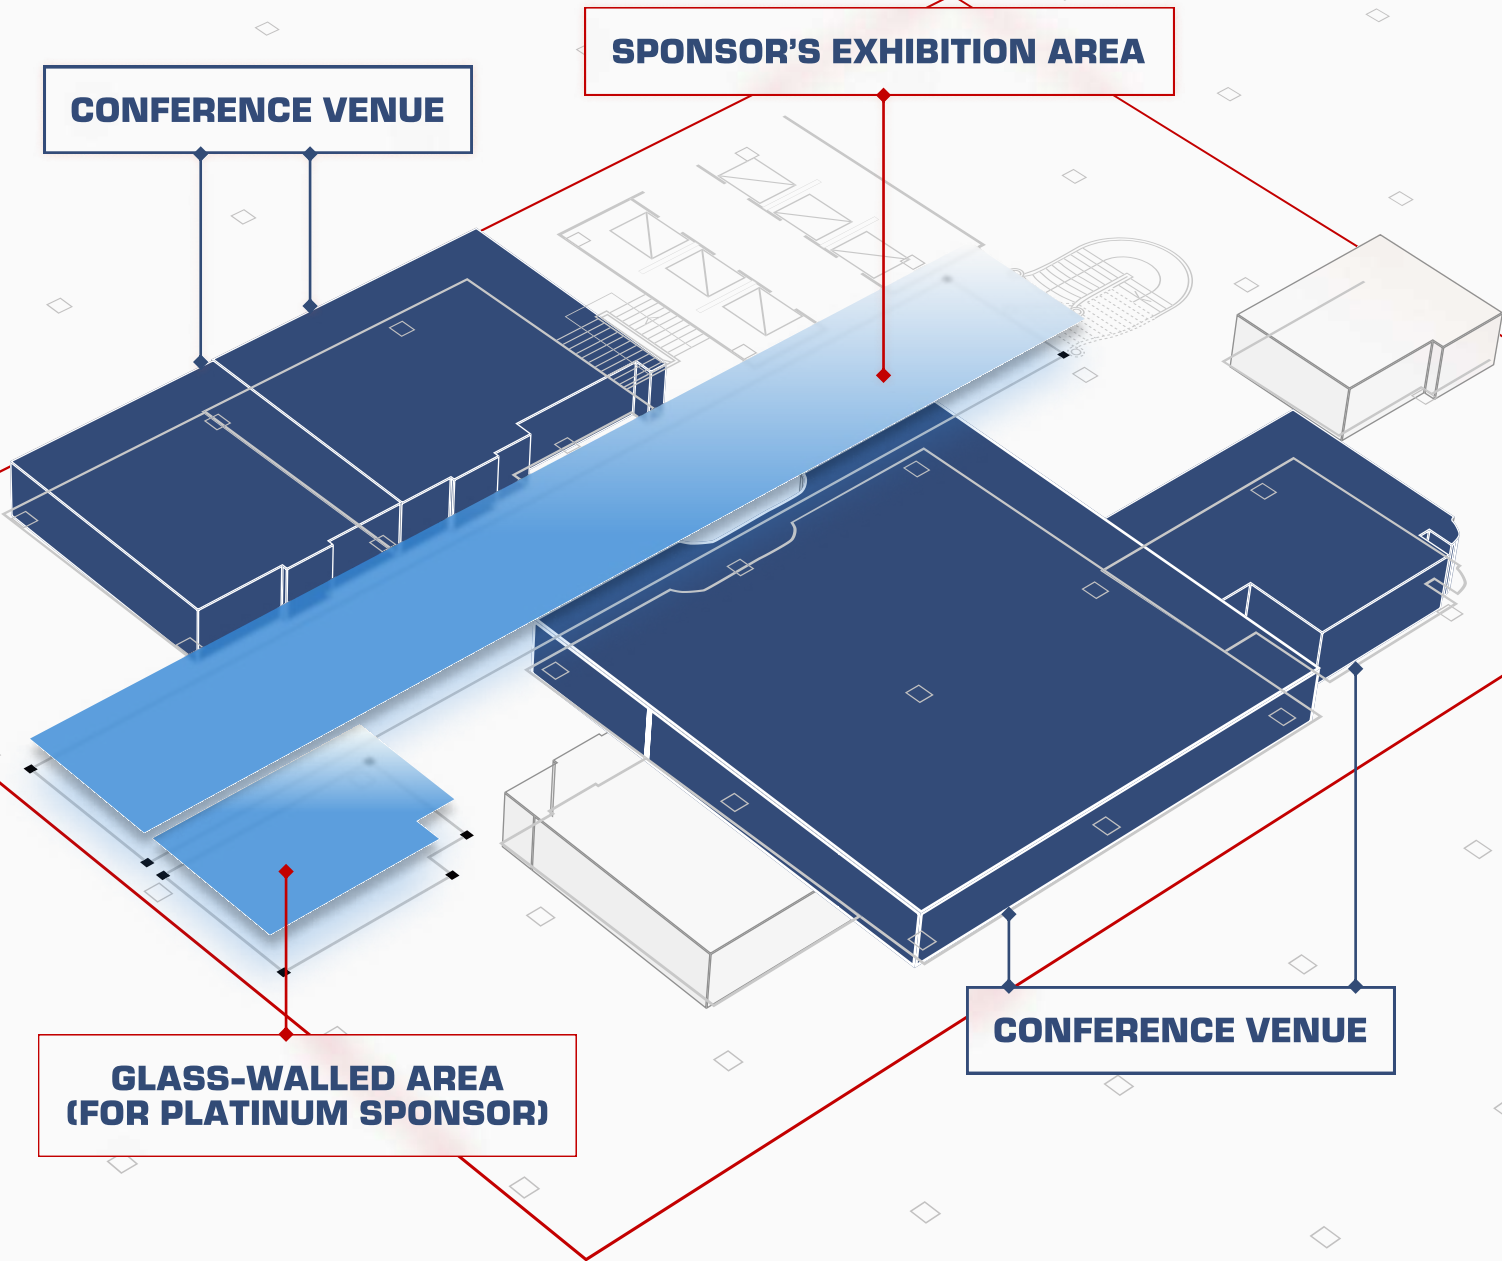 SPONSOR'S EXHIBITION AREA
CONFERENCE VENUE
CONFERENCE VENUE
GLASS-WALLED AREA
(FOR PLATINUM SPONSOR)